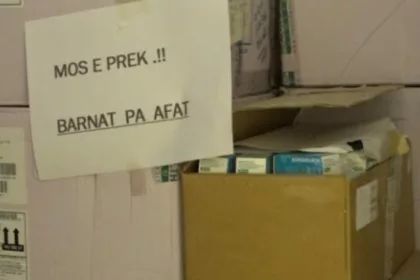 MOS E PREK .!!
BARNAT PA AFAT